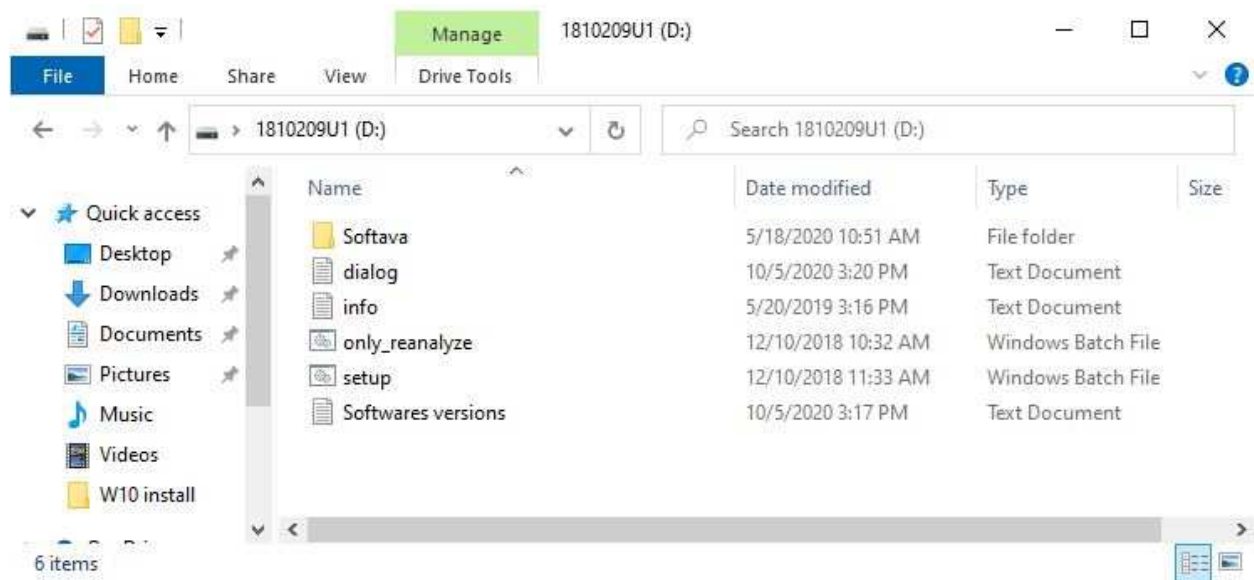 Manage 1810209U1 (D:)
File Home Share View Drive Tools
1810209U1 (D:) Search 1810209U1 (D:)
Name Date modified Type Size
Quick access
Desktop
Downloads
Documents
Pictures
Music
Videos
W10 install
Softava 5/18/2020 10:51 AM File folder
dialog 10/5/2020 3:20 PM Text Document
info 5/20/2019 3:16 PM Text Document
only_reanalyze 12/10/2018 10:32 AM Windows Batch File
setup 12/10/2018 11:33 AM Windows Batch File
Softwares versions 10/5/2020 3:17 PM Text Document
6 items